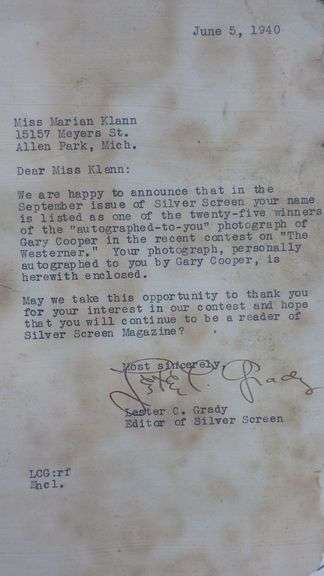 June 5, 1940
Miss Marian Klann
15157 Meyers St.
Allen Park, Mich.
Dear Miss Klann:
We are happy to announce that in the
September issue of Silver Screen your name
is listed as one of the twenty-five winners
of the "autographed-to-you" photograph of
Gary Cooper in the recent contest on "The
Westerner." Your photograph, personally
autographed to you by Gary Cooper, is
herewith enclosed.
May we take this opportunity to thank you
for your interest in our contest and hope
that you will continue to be a reader of
Silver Screen Magazine?
Most sincerely
Lester C. Grady
Lester C. Grady
Editor of Silver Screen
LCG:rf
Encl.